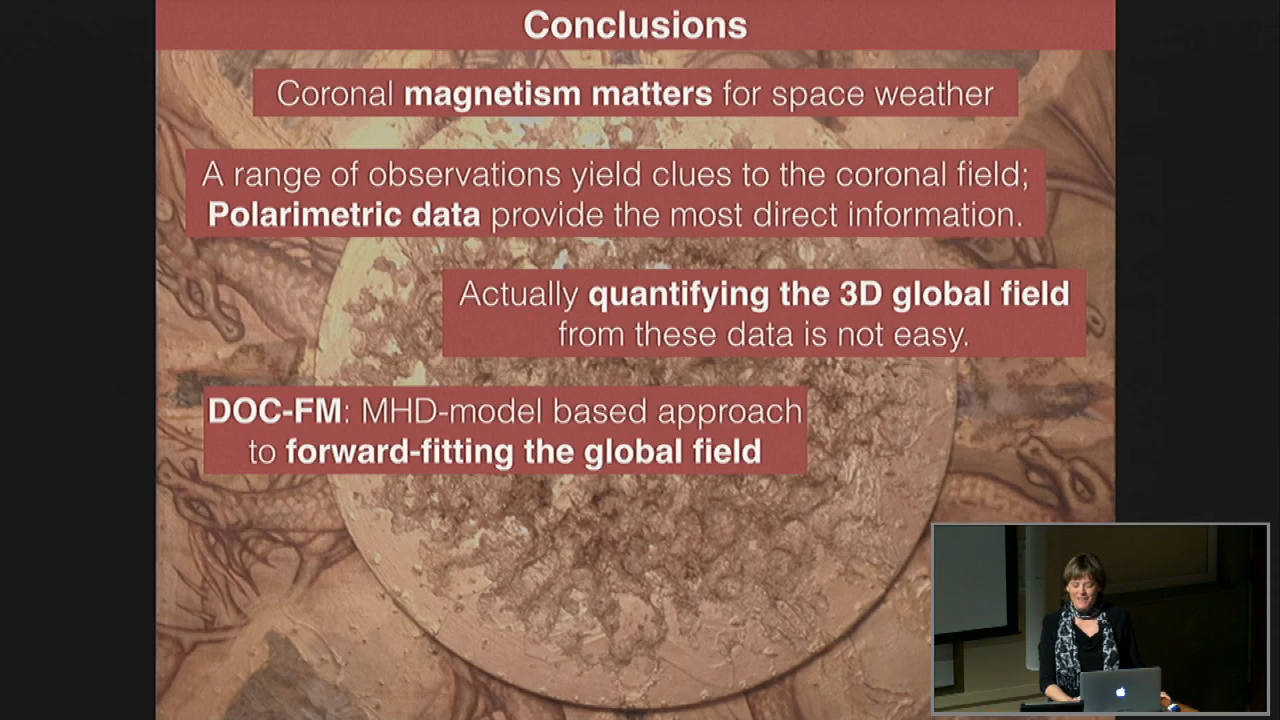 Conclusions
Coronal magnetism matters for space weather
A range of observations yield clues to the coronal field;
Polarimetric data provide the most direct information.
Actually quantifying the 3D global field
from these data is not easy.
DOC-FM: MHD-model based approach
to forward-fitting the global field